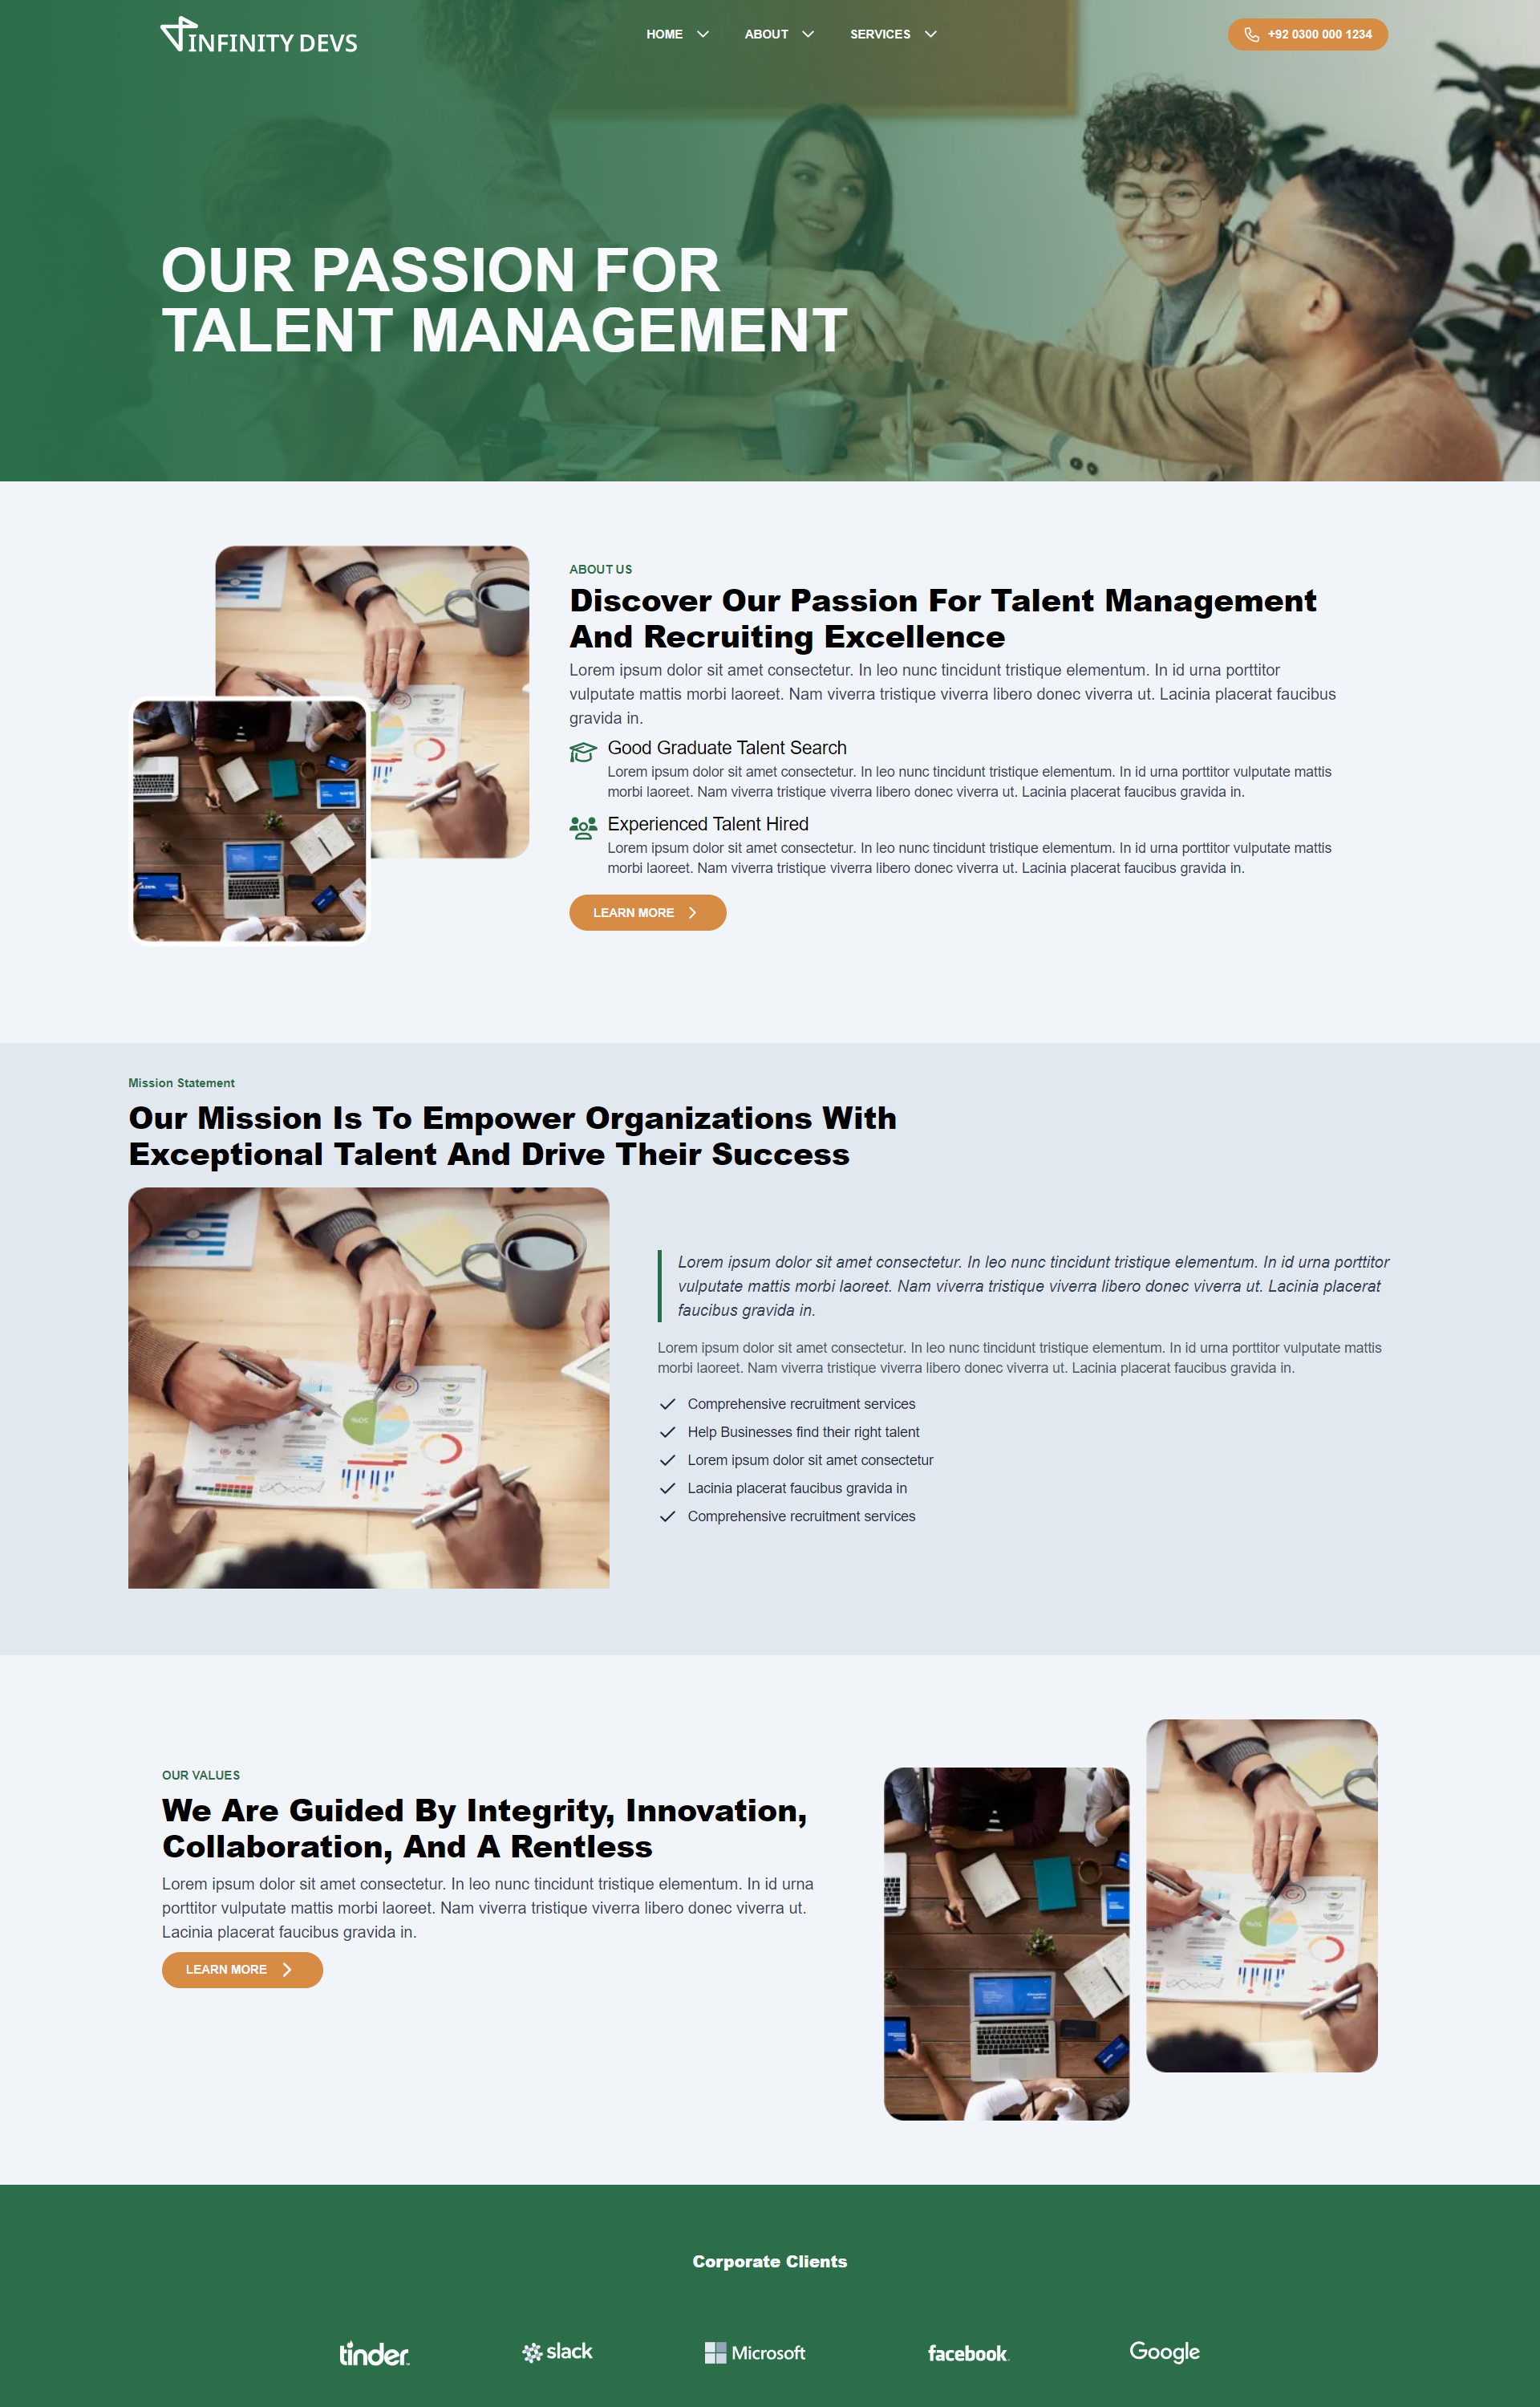 INFINITY DEVS
HOME
ABOUT
SERVICES
+92 0300 000 1234
OUR PASSION FOR
TALENT MANAGEMENT
ABOUT US
Discover Our Passion For Talent Management
And Recruiting Excellence
Lorem ipsum dolor sit amet consectetur. In leo nunc tincidunt tristique elementum. In id urna porttitor
vulputate mattis morbi laoreet. Nam viverra tristique viverra libero donec viverra ut. Lacinia placerat faucibus
gravida in.
Good Graduate Talent Search
Lorem ipsum dolor sit amet consectetur. In leo nunc tincidunt tristique elementum. In id urna porttitor vulputate mattis
morbi laoreet. Nam viverra tristique viverra libero donec viverra ut. Lacinia placerat faucibus gravida in.
Experienced Talent Hired
Lorem ipsum dolor sit amet consectetur. In leo nunc tincidunt tristique elementum. In id urna porttitor vulputate mattis
morbi laoreet. Nam viverra tristique viverra libero donec viverra ut. Lacinia placerat faucibus gravida in.
LEARN MORE
Mission Statement
Our Mission Is To Empower Organizations With
Exceptional Talent And Drive Their Success
Lorem ipsum dolor sit amet consectetur. In leo nunc tincidunt tristique elementum. In id urna porttitor
vulputate mattis morbi laoreet. Nam viverra tristique viverra libero donec viverra ut. Lacinia placerat
faucibus gravida in.
Lorem ipsum dolor sit amet consectetur. In leo nunc tincidunt tristique elementum. In id urna porttitor vulputate mattis
morbi laoreet. Nam viverra tristique viverra libero donec viverra ut. Lacinia placerat faucibus gravida in.
Comprehensive recruitment services
Help Businesses find their right talent
Lorem ipsum dolor sit amet consectetur
Lacinia placerat faucibus gravida in
Comprehensive recruitment services
50%
OUR VALUES
We Are Guided By Integrity, Innovation,
Collaboration, And A Rentless
Lorem ipsum dolor sit amet consectetur. In leo nunc tincidunt tristique elementum. In id urna
porttitor vulputate mattis morbi laoreet. Nam viverra tristique viverra libero donec viverra ut.
Lacinia placerat faucibus gravida in.
LEARN MORE
50%
Corporate Clients
tinder
slack
Microsoft
facebook
Google